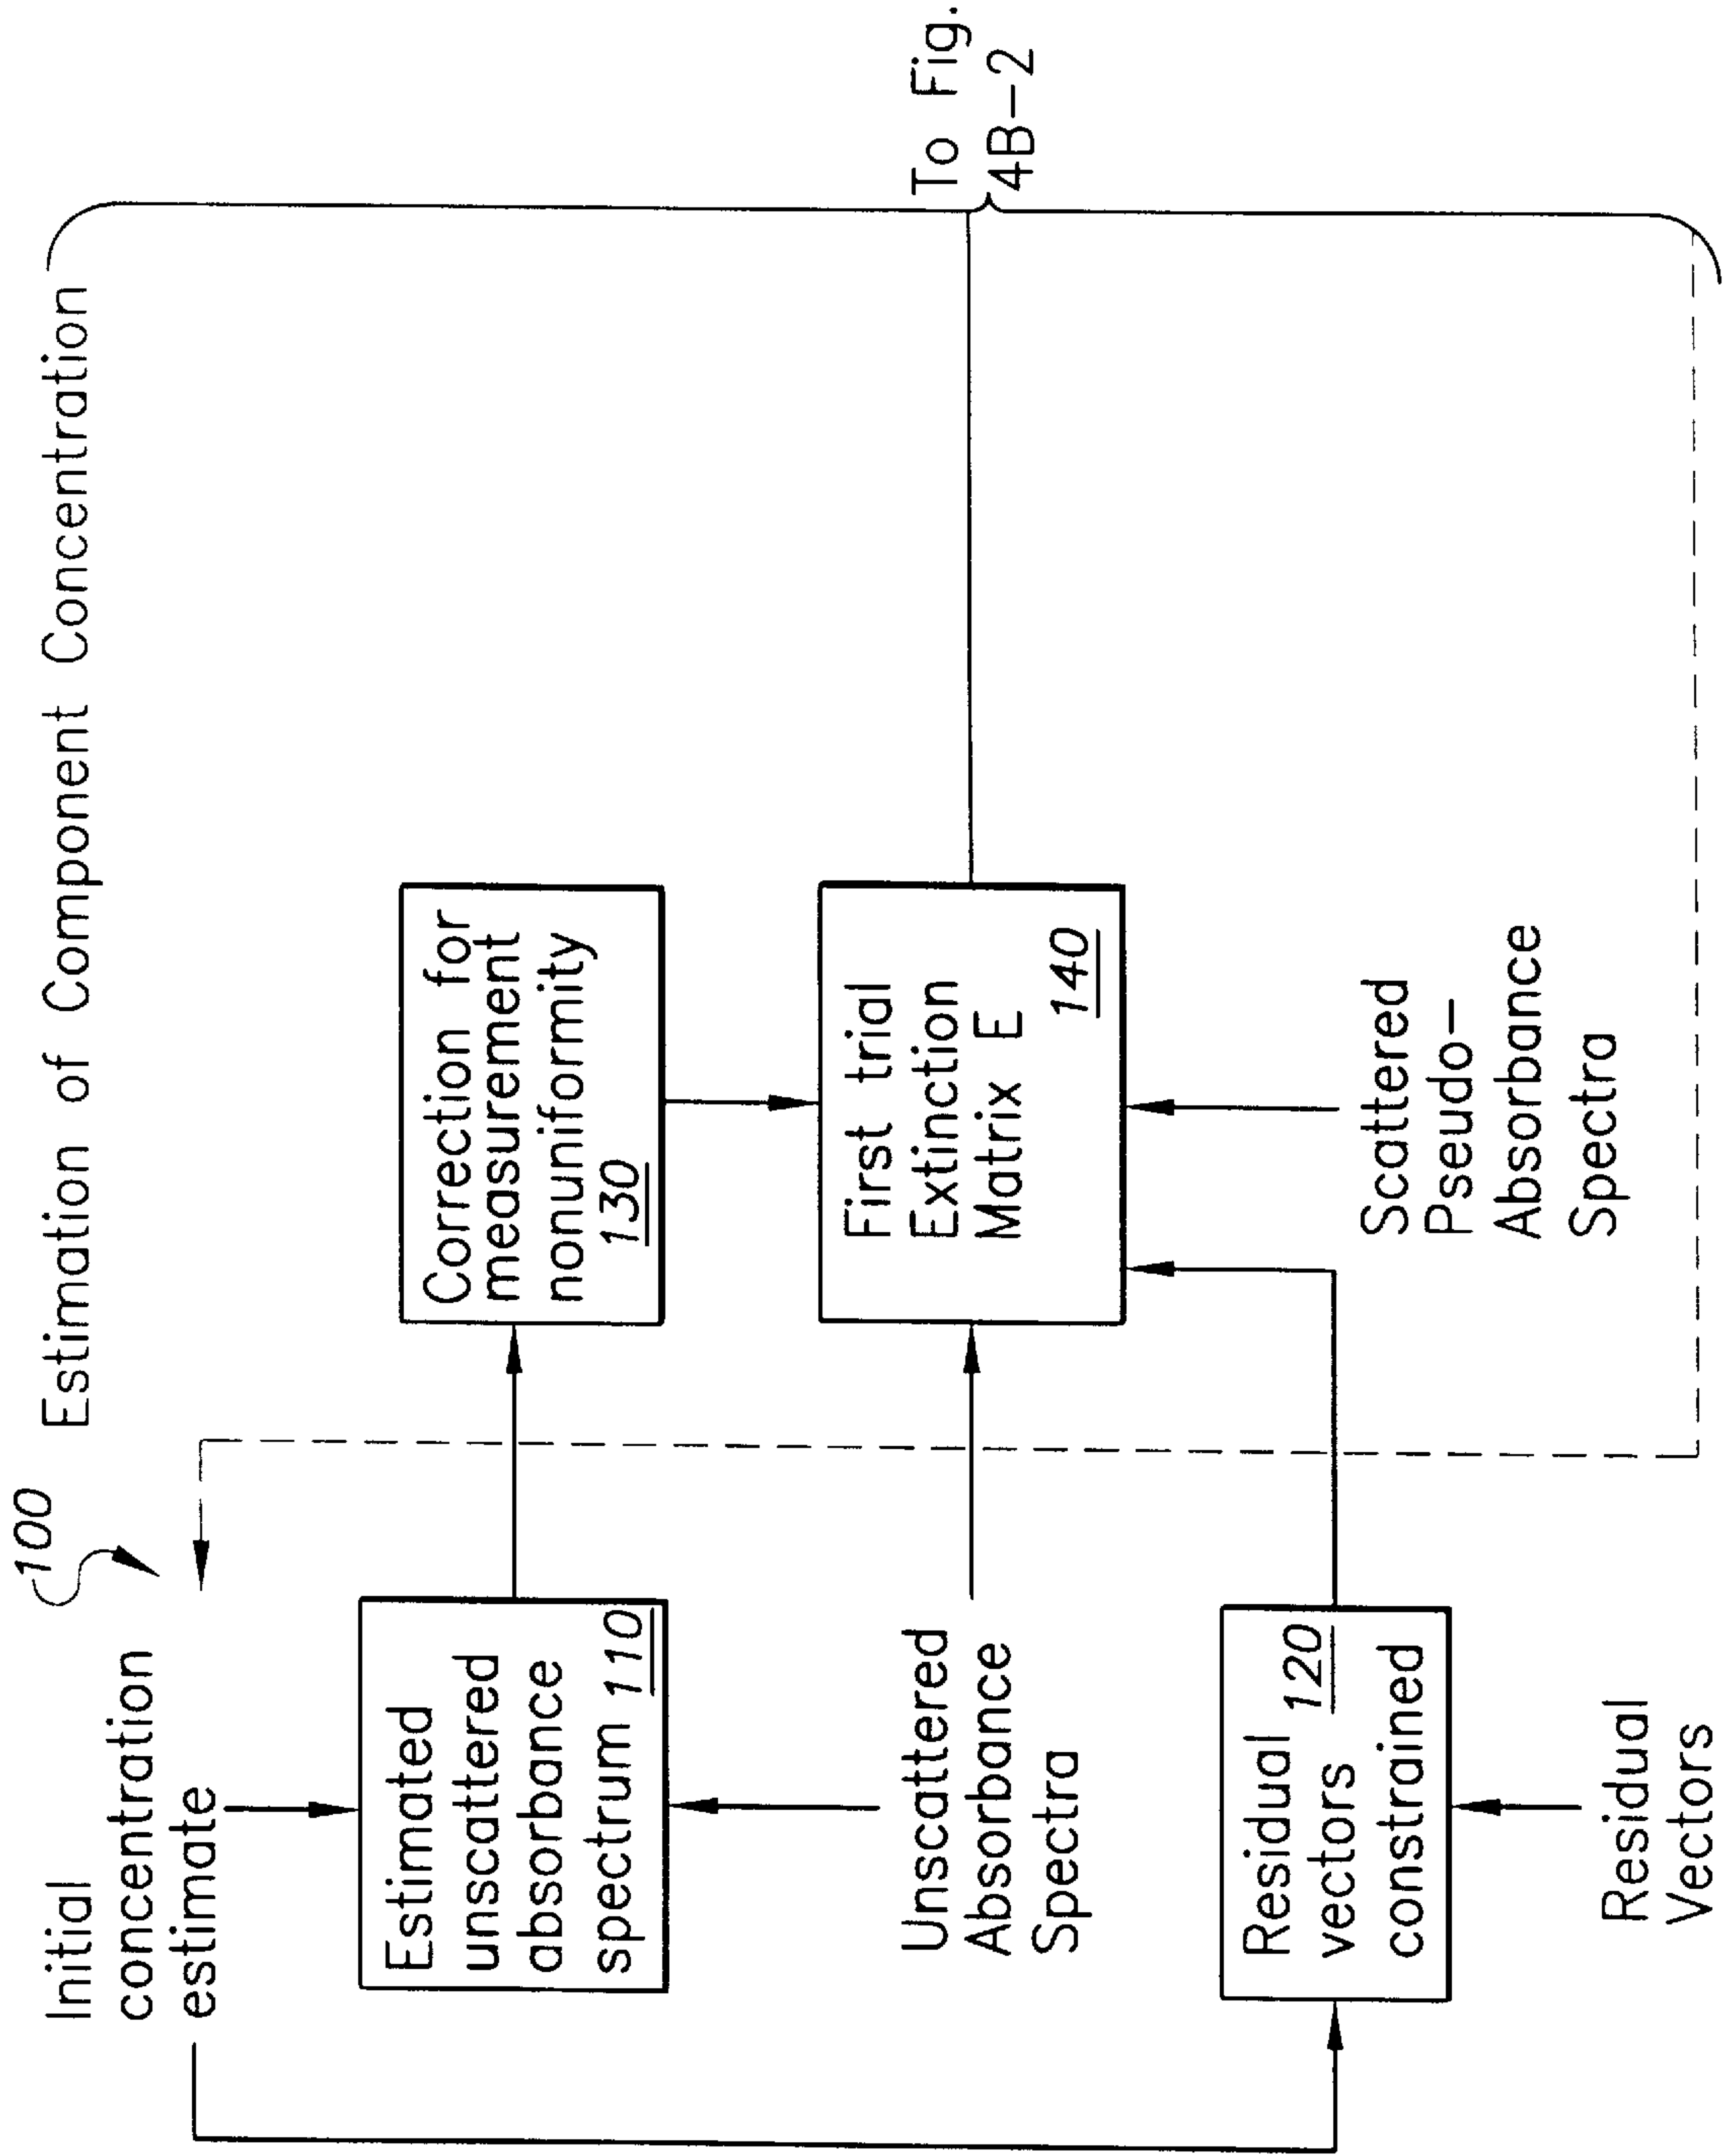 100
Estimation of Component Concentration
Initial
concentration
estimate
Estimated
unscattered
absorbance
spectrum 110
Correction for
measurement
nonuniformity
130
Unscattered
Absorbance
Spectra
First trial
Extinction
Matrix E
140
To Fig.
4B-2
Residual
vectors 120
constrained
Scattered
Pseudo-
Absorbance
Spectra
Residual
Vectors